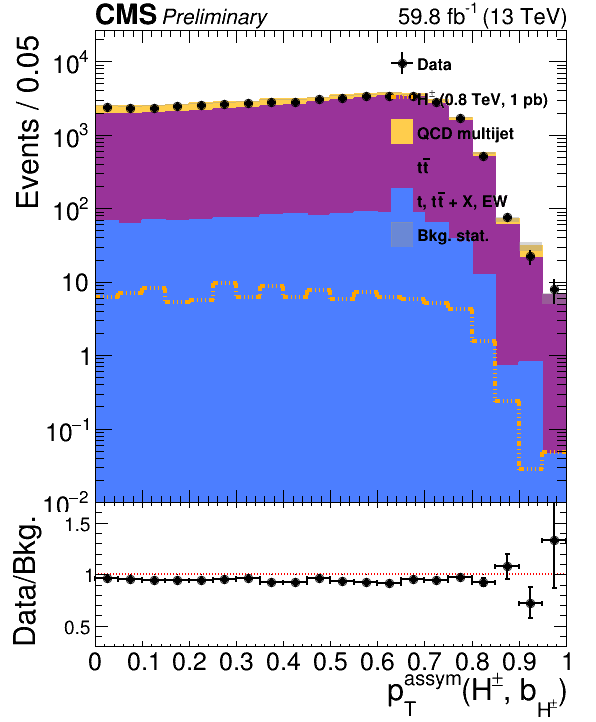 CMS Preliminary 59.8 fb⁻¹ (13 TeV)
Events / 0.05
10⁴
10³
10²
10
1
10⁻¹
10⁻²
Data
H± (0.8 TeV, 1 pb)
QCD multijet
tt̄
t, tt̄ + X, EW
Bkg. stat.
Data/Bkg.
1.5
1
0.5
0 0.1 0.2 0.3 0.4 0.5 0.6 0.7 0.8 0.9 1
p_T^assym(H±, b_H±)